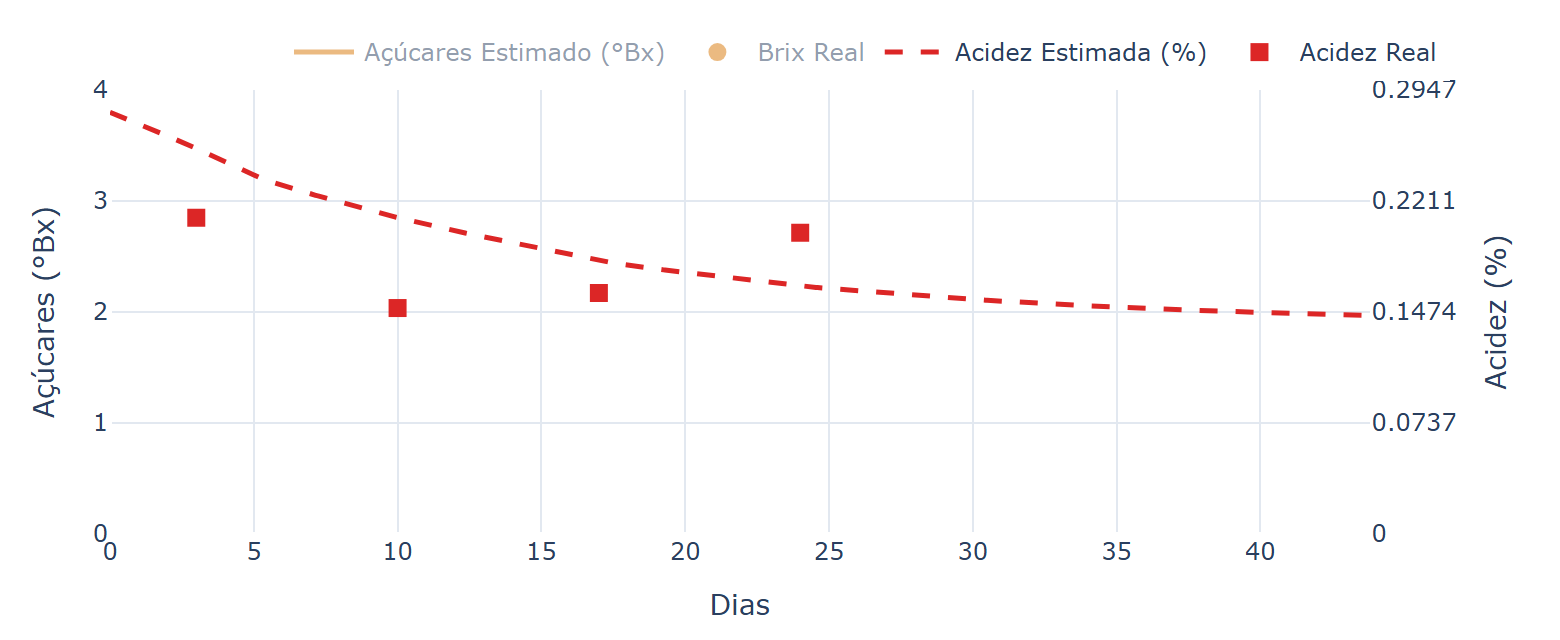 Açúcares Estimado (°Bx) Brix Real Acidez Estimada (%) Acidez Real
4 0.2947
3 0.2211
2 0.1474
1 0.0737
0 0
Açúcares (°Bx)
Acidez (%)
0 5 10 15 20 25 30 35 40
Dias